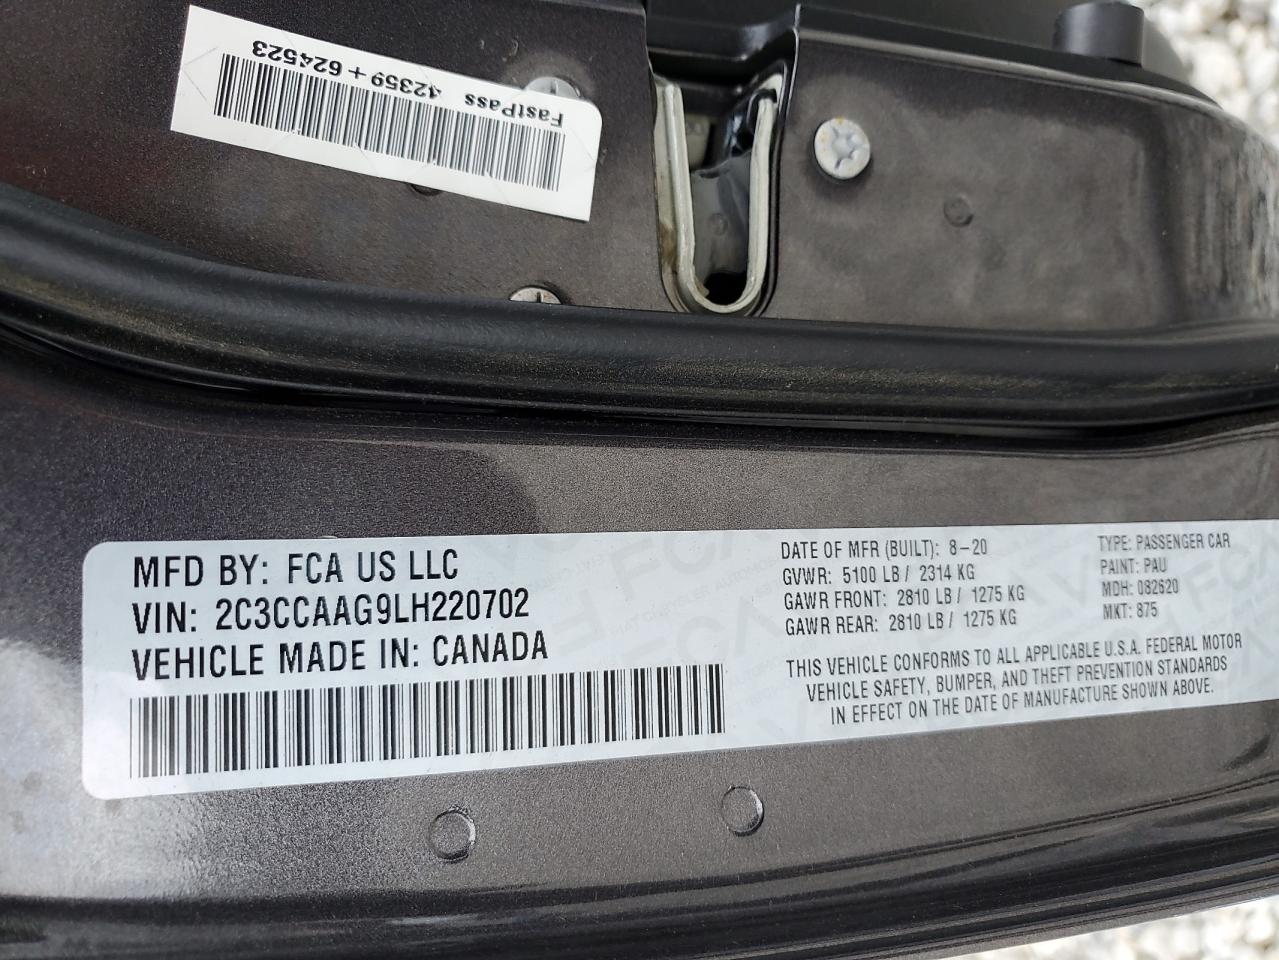 FastPass 42359 + 624523
MFD BY: FCA US LLC
VIN: 2C3CCAAG9LH220702
VEHICLE MADE IN: CANADA
DATE OF MFR (BUILT): 8-20
GVWR: 5100 LB / 2314 KG
GAWR FRONT: 2810 LB / 1275 KG
GAWR REAR: 2810 LB / 1275 KG
TYPE: PASSENGER CAR
PAINT: PAU
MDH: 082620
MKT: 875
THIS VEHICLE CONFORMS TO ALL APPLICABLE U.S.A. FEDERAL MOTOR
VEHICLE SAFETY, BUMPER, AND THEFT PREVENTION STANDARDS
IN EFFECT ON THE DATE OF MANUFACTURE SHOWN ABOVE.